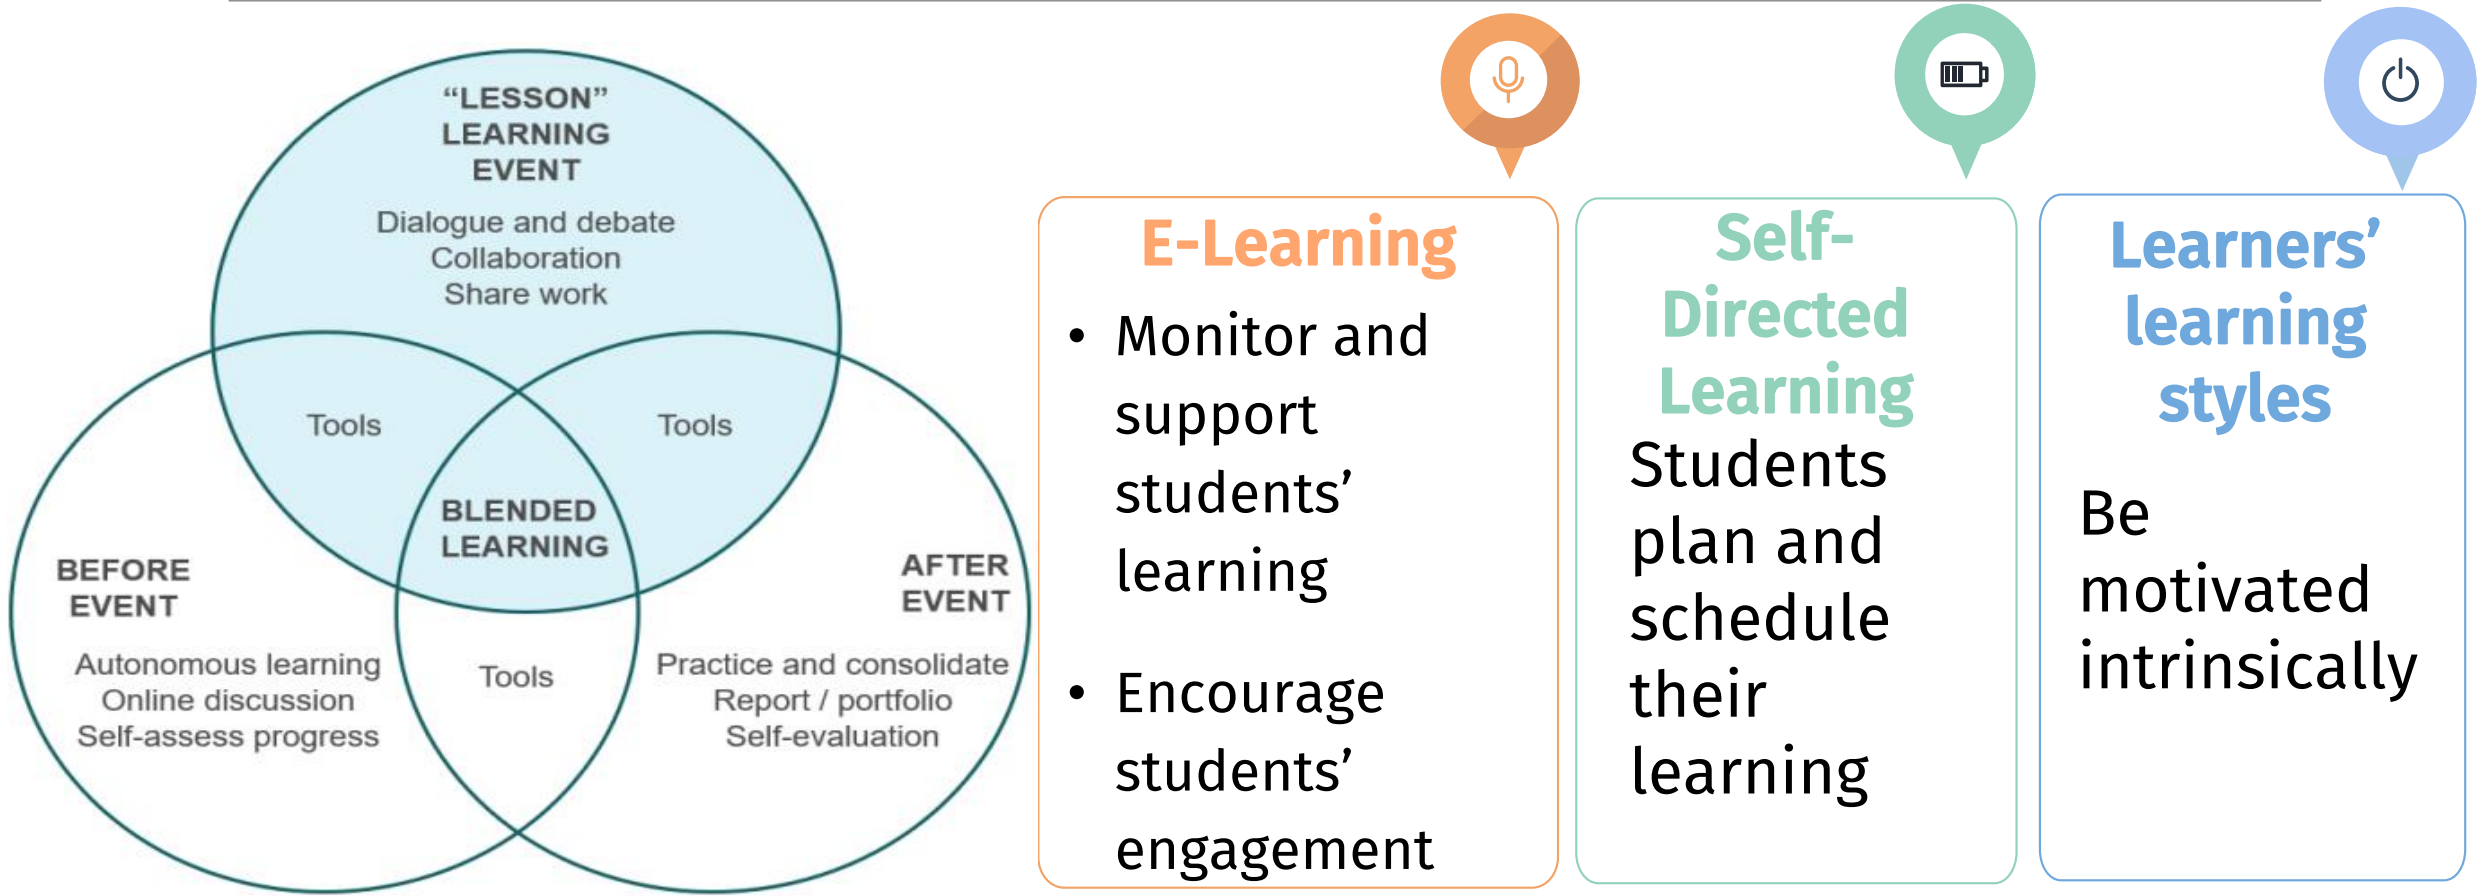 “LESSON”
LEARNING
EVENT
Dialogue and debate
Collaboration
Share work
Tools
Tools
BLENDED
LEARNING
BEFORE
EVENT
Autonomous learning
Online discussion
Self-assess progress
Tools
AFTER
EVENT
Practice and consolidate
Report / portfolio
Self-evaluation
E-Learning
• Monitor and
support
students’
learning
• Encourage
students’
engagement
Self-
Directed
Learning
Students
plan and
schedule
their
learning
Learners’
learning
styles
Be
motivated
intrinsically